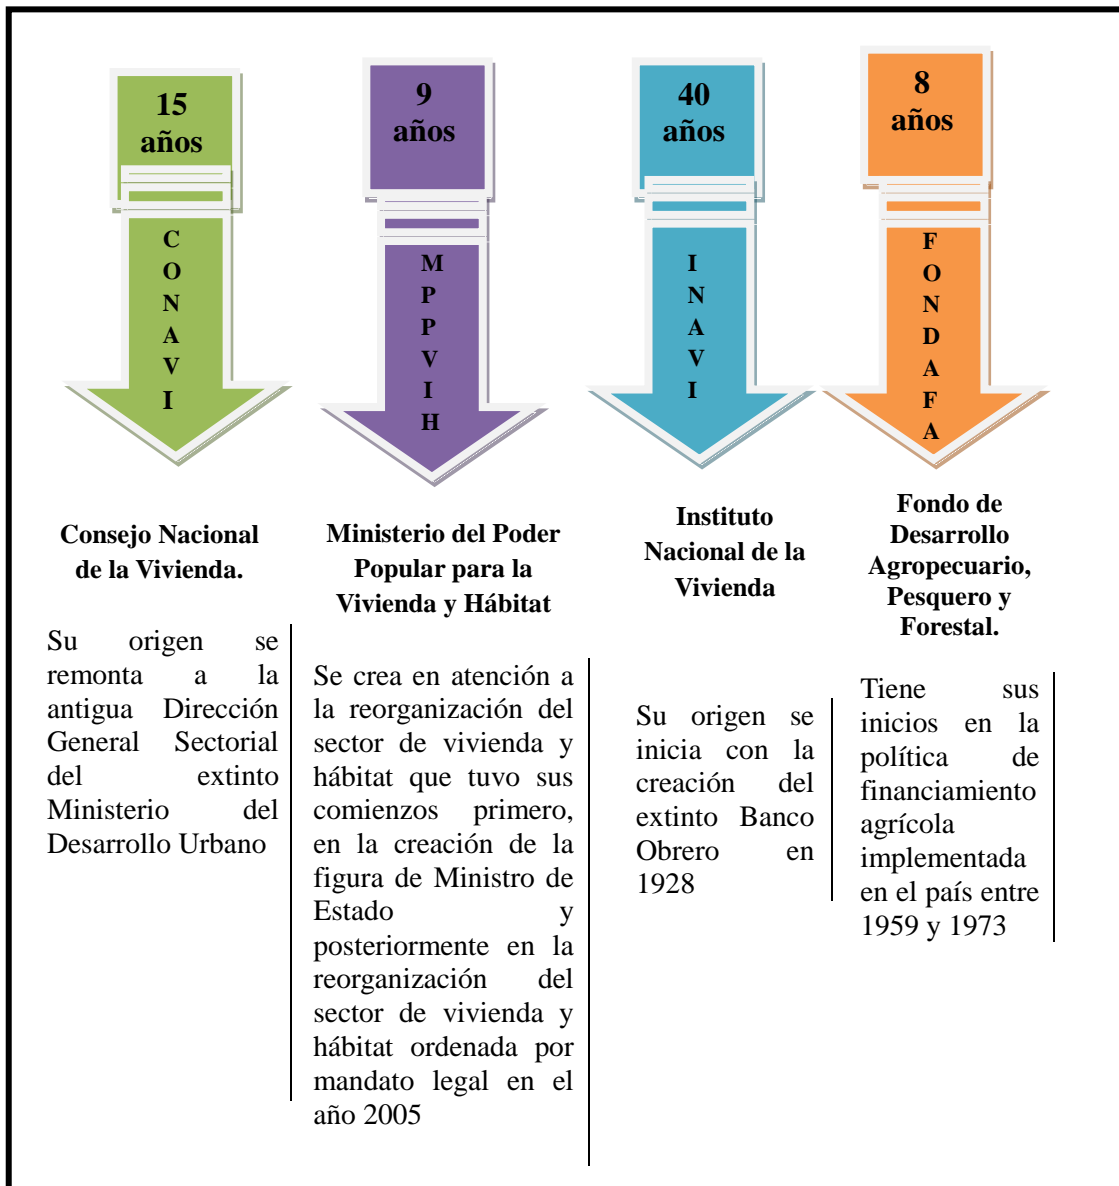 15
años
CONAVI
Consejo Nacional
de la Vivienda.
Su origen se
remonta a la
antigua Dirección
General Sectorial
del extinto
Ministerio del
Desarrollo Urbano
9
años
MPPVIH
Ministerio del Poder
Popular para la
Vivienda y Hábitat
Se crea en atención a
la reorganización del
sector de vivienda y
hábitat que tuvo sus
comienzos primero,
en la creación de la
figura de Ministro de
Estado y
posteriormente en la
reorganización del
sector de vivienda y
hábitat ordenada por
mandato legal en el
año 2005
40
años
INAVI
Instituto
Nacional de la
Vivienda
Su origen se
inicia con la
creación del
extinto Banco
Obrero en
1928
8
años
FONDAFA
Fondo de
Desarrollo
Agropecuario,
Pesquero y
Forestal.
Tiene sus
inicios en la
política de
financiamiento
agrícola
implementada
en el país entre
1959 y 1973